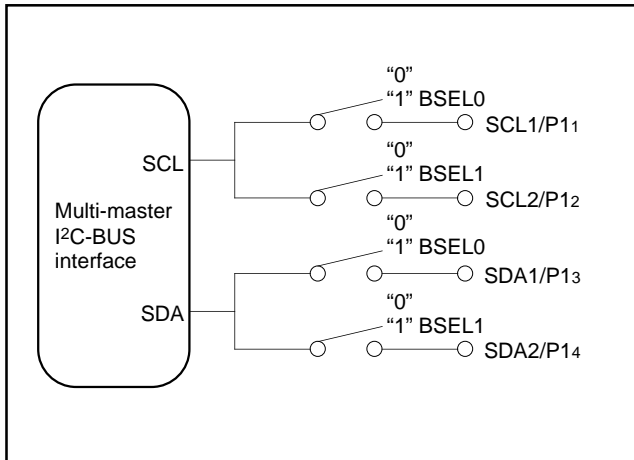 “0”
“1” BSEL0
SCL1/P11
“0”
SCL
“1” BSEL1
SCL2/P12
Multi-master
I2C-BUS
interface
“0”
“1” BSEL0
SDA1/P13
“0”
SDA
“1” BSEL1
SDA2/P14